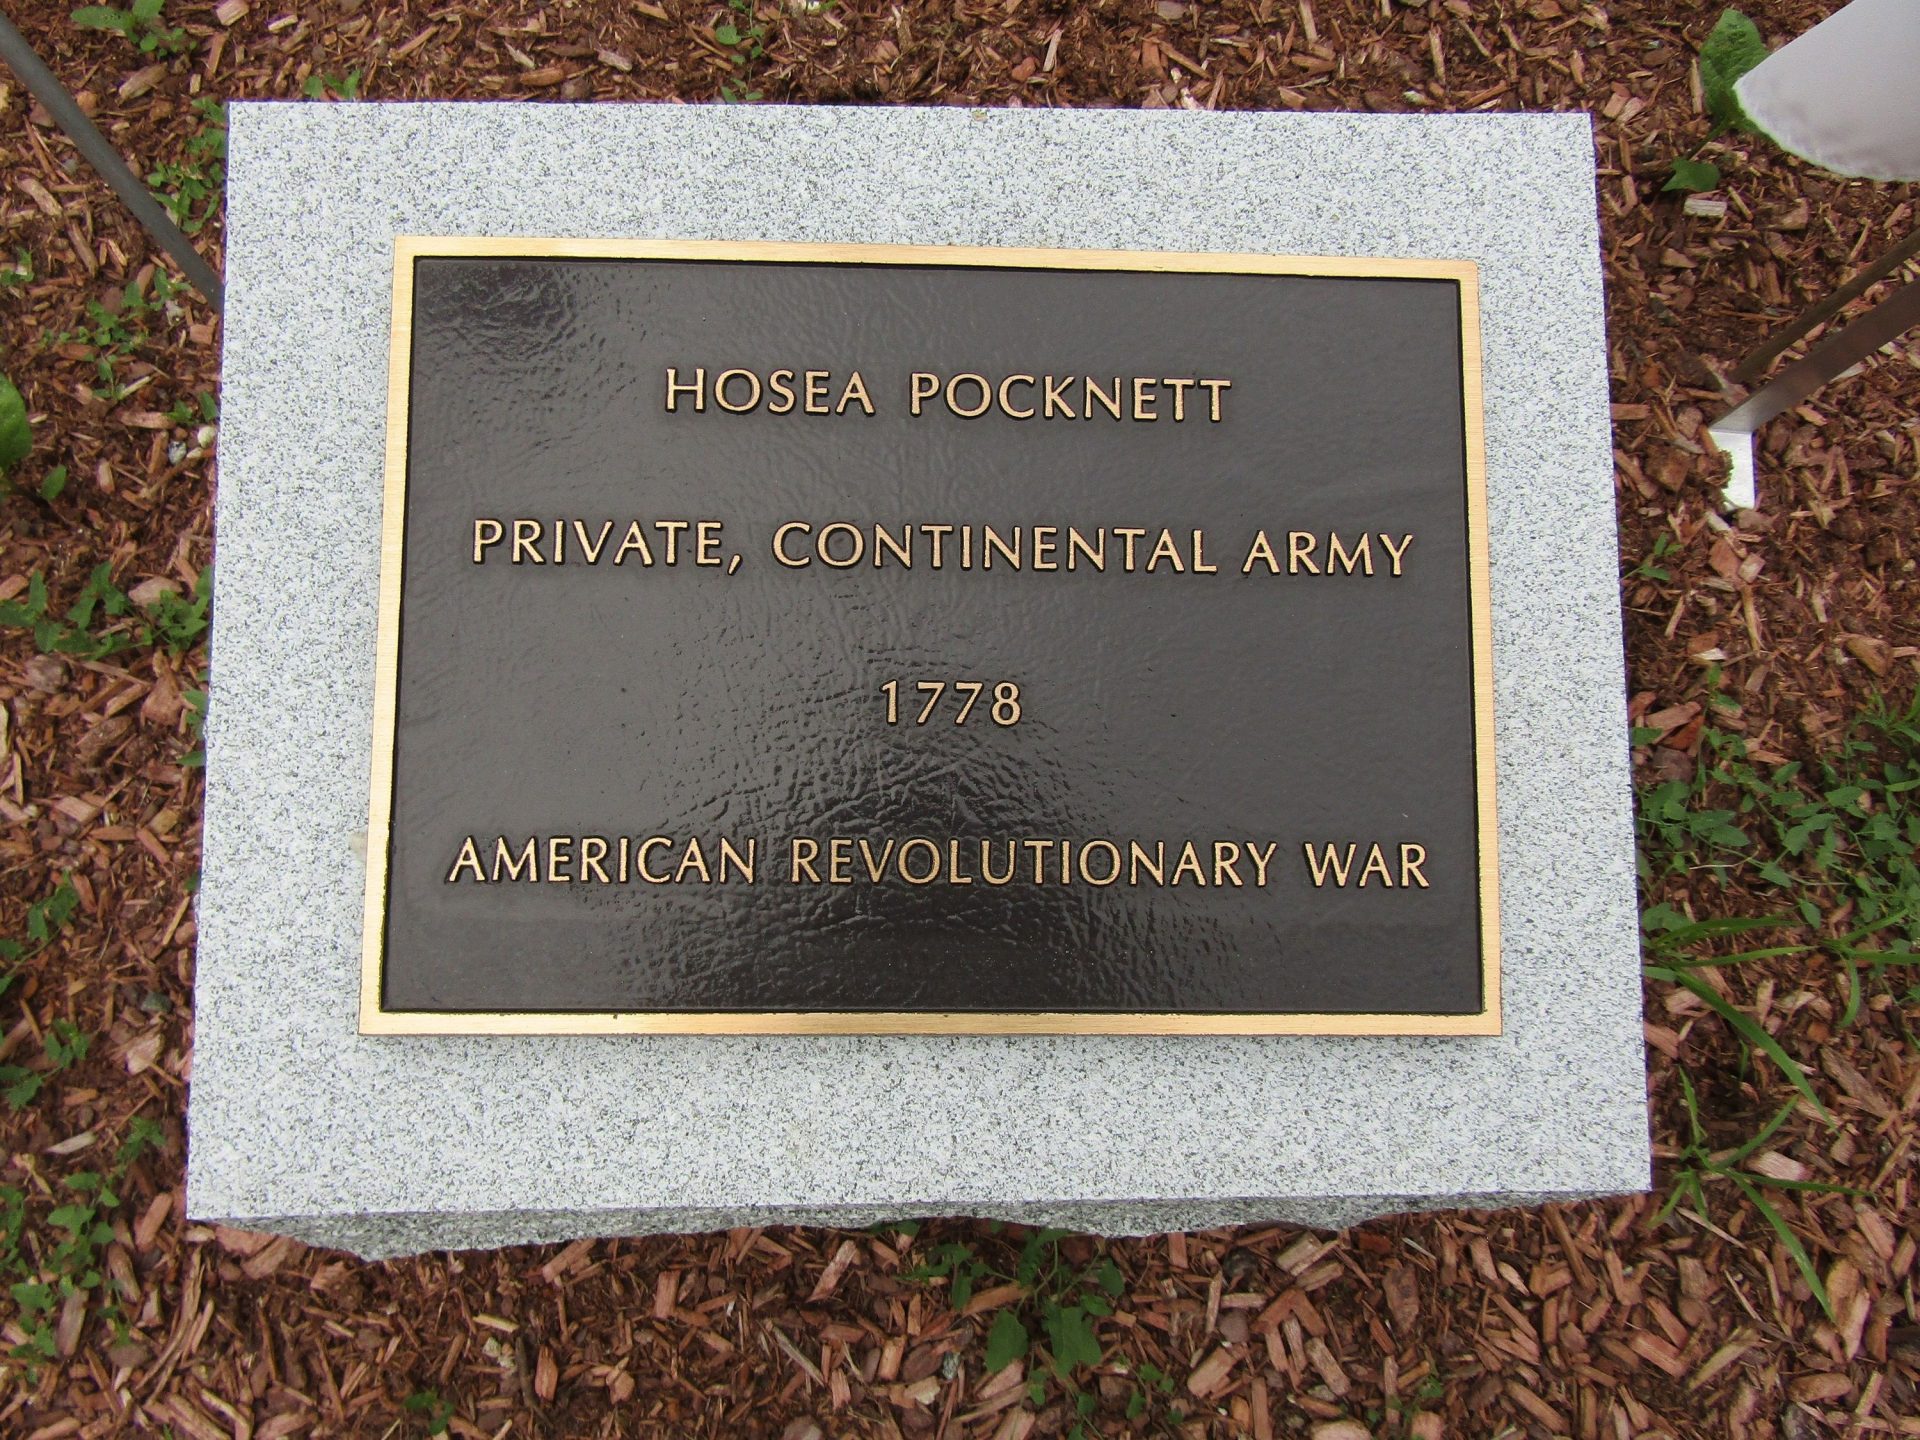 HOSEA POCKNETT
PRIVATE, CONTINENTAL ARMY
1778
AMERICAN REVOLUTIONARY WAR